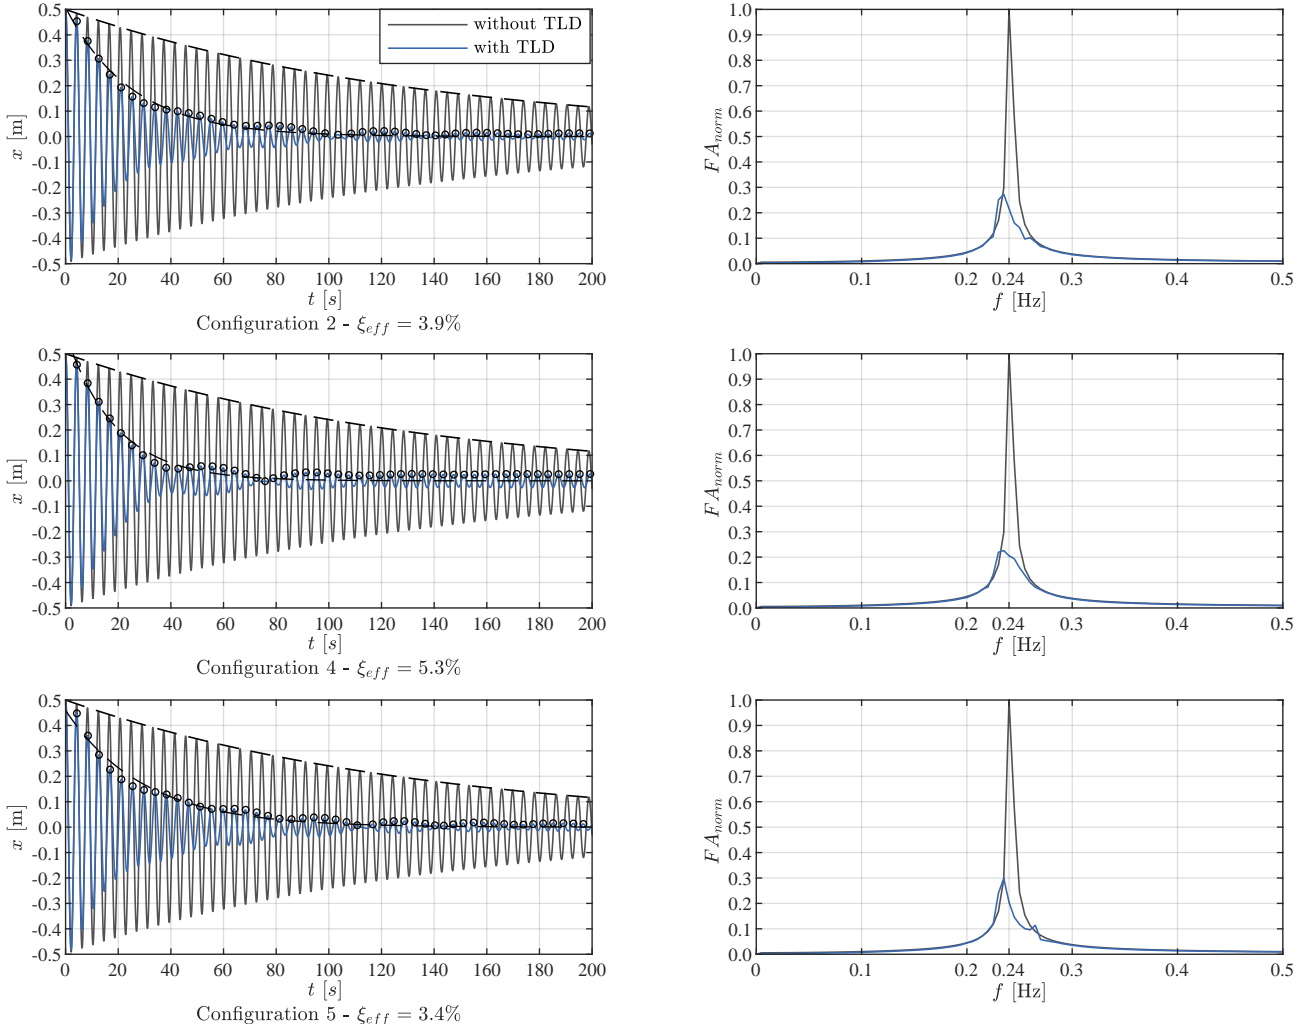 0.5 0.4 0.3 0.2 0.1 0.0 -0.1 -0.2 -0.3 -0.4 -0.5
x [m]
without TLD
with TLD
0 20 40 60 80 100 120 140 160 180 200
t [s]
Configuration 2 - ξeff = 3.9%
1.0 0.9 0.8 0.7 0.6 0.5 0.4 0.3 0.2 0.1 0.0
FAnorm
0 0.1 0.2 0.24 0.3 0.4 0.5
f [Hz]
0.5 0.4 0.3 0.2 0.1 0.0 -0.1 -0.2 -0.3 -0.4 -0.5
x [m]
0 20 40 60 80 100 120 140 160 180 200
t [s]
Configuration 4 - ξeff = 5.3%
1.0 0.9 0.8 0.7 0.6 0.5 0.4 0.3 0.2 0.1 0.0
FAnorm
0 0.1 0.2 0.24 0.3 0.4 0.5
f [Hz]
0.5 0.4 0.3 0.2 0.1 0.0 -0.1 -0.2 -0.3 -0.4 -0.5
x [m]
0 20 40 60 80 100 120 140 160 180 200
t [s]
Configuration 5 - ξeff = 3.4%
1.0 0.9 0.8 0.7 0.6 0.5 0.4 0.3 0.2 0.1 0.0
FAnorm
0 0.1 0.2 0.24 0.3 0.4 0.5
f [Hz]